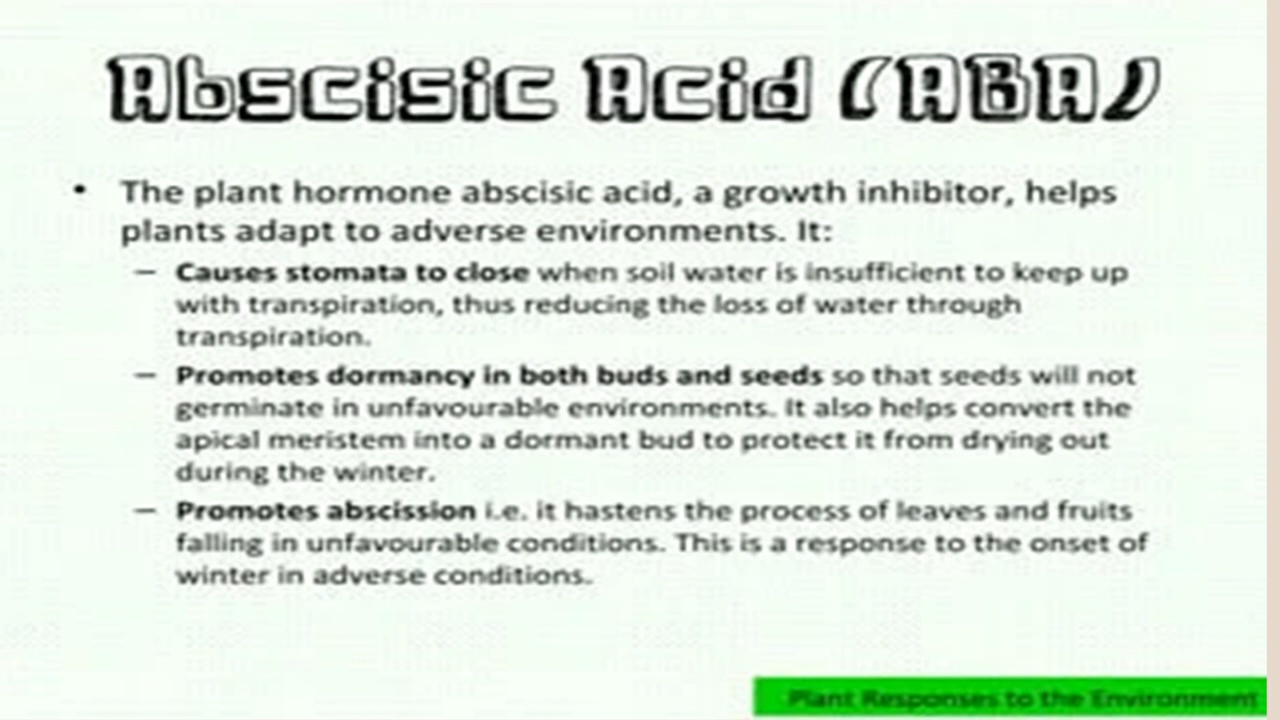 Abscisic Acid (ABA)
• The plant hormone abscisic acid, a growth inhibitor, helps
plants adapt to adverse environments. It:
– Causes stomata to close when soil water is insufficient to keep up
with transpiration, thus reducing the loss of water through
transpiration.
– Promotes dormancy in both buds and seeds so that seeds will not
germinate in unfavourable environments. It also helps convert the
apical meristem into a dormant bud to protect it from drying out
during the winter.
– Promotes abscission i.e. it hastens the process of leaves and fruits
falling in unfavourable conditions. This is a response to the onset of
winter in adverse conditions.
Plant Responses to the Environment